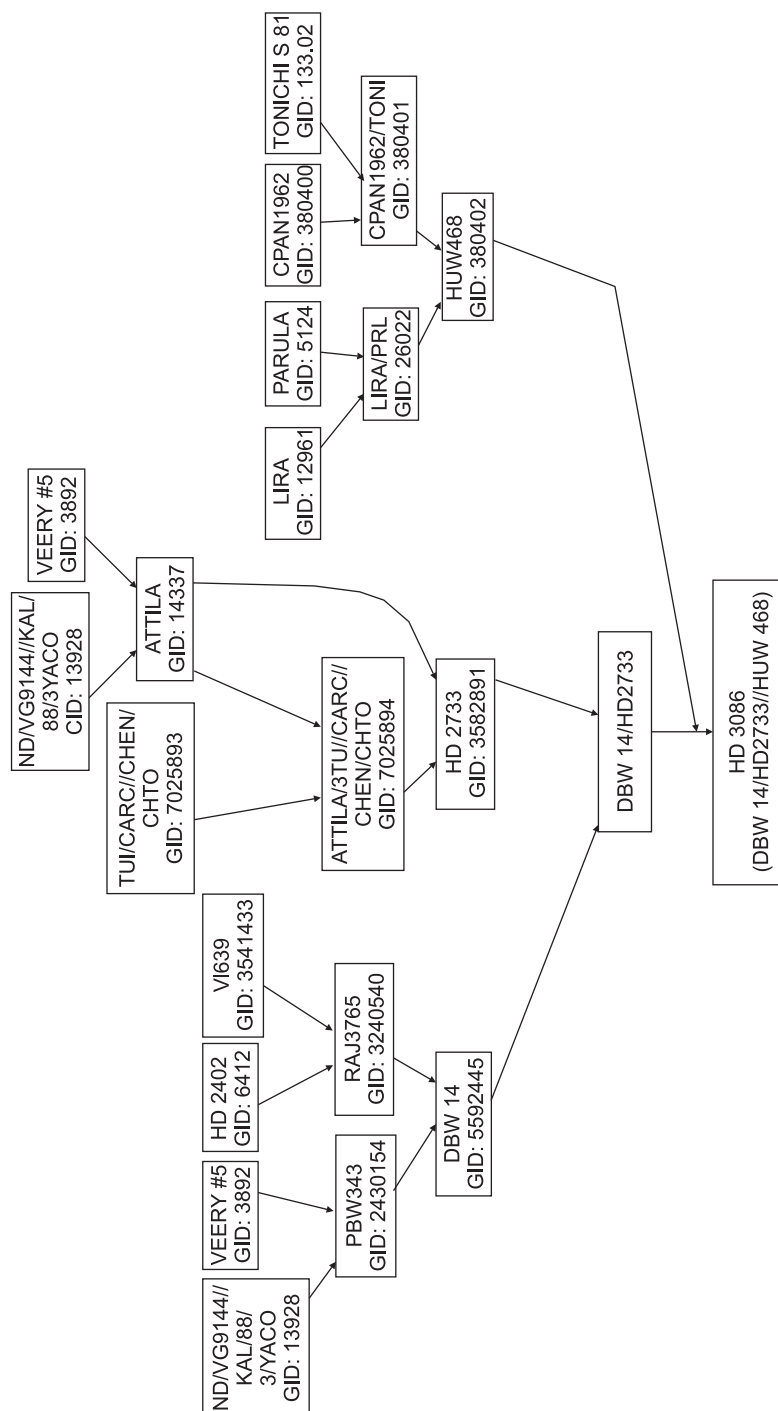 ND/VG9144//
KAL/88/
3/YACO
GID: 13928
VEERY #5
GID: 3892
HD 2402
GID: 6412
VI639
GID: 3541433
PBW343
GID: 2430154
RAJ3765
GID: 3240540
DBW 14
GID: 5592445
TUI/CARC//CHEN/
CHTO
GID: 7025893
ND/VG9144//KAL/
88/3YACO
CID: 13928
VEERY #5
GID: 3892
ATTILA
GID: 14337
ATTILA/3TU//CARC//
CHEN/CHTO
GID: 7025894
HD 2733
GID: 3582891
LIRA
GID: 12961
PARULA
GID: 5124
CPAN1962
GID: 380400
TONICHI S 81
GID: 133.02
LIRA/PRL
GID: 26022
CPAN1962/TONI
GID: 380401
HUW468
GID: 380402
DBW 14/HD2733
HD 3086
(DBW 14/HD2733//HUW 468)